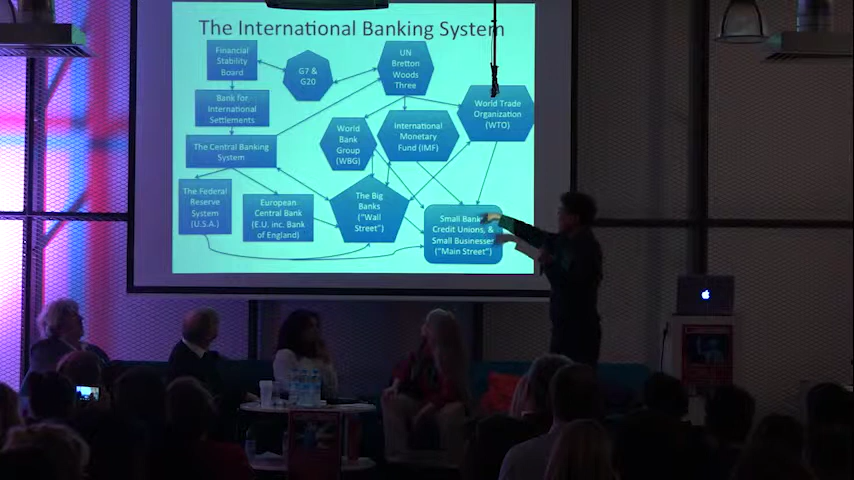 The International Banking System
Financial
Stability
Board
G7 &
G20
UN
Bretton
Woods
Three
Bank for
International
Settlements
World Trade
Organization
(WTO)
World
Bank
Group
(WBG)
International
Monetary
Fund (IMF)
The Central Banking
System
The Federal
Reserve
System
(U.S.A.)
European
Central Bank
(E.U. inc. Bank
of England)
The Big
Banks
("Wall
Street")
Small Banks,
Credit Unions, &
Small Businesses
("Main Street")